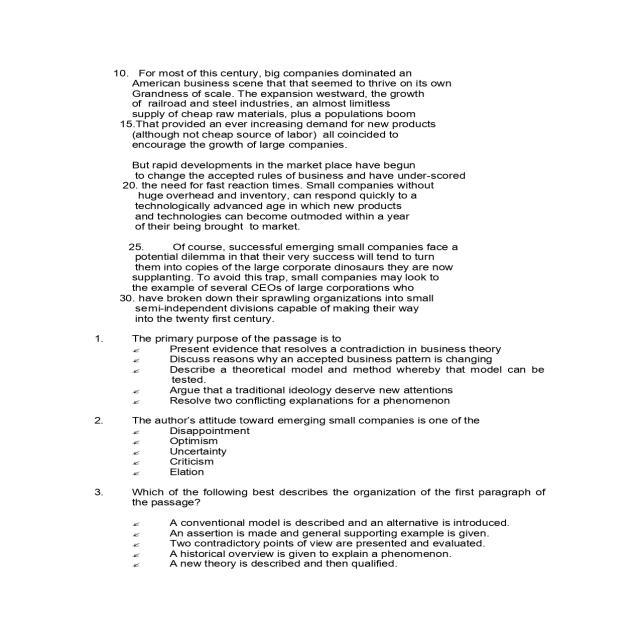 10. For most of this century, big companies dominated an
American business scene that that seemed to thrive on its own
Grandness of scale. The expansion westward, the growth
of railroad and steel industries, an almost limitless
supply of cheap raw materials, plus a populations boom
15.That provided an ever increasing demand for new products
(although not cheap source of labor) all coincided to
encourage the growth of large companies.
But rapid developments in the market place have begun
to change the accepted rules of business and have under-scored
20. the need for fast reaction times. Small companies without
huge overhead and inventory, can respond quickly to a
technologically advanced age in which new products
and technologies can become outmoded within a year
of their being brought to market.
25. Of course, successful emerging small companies face a
potential dilemma in that their very success will tend to turn
them into copies of the large corporate dinosaurs they are now
supplanting. To avoid this trap, small companies may look to
the example of several CEOs of large corporations who
30. have broken down their sprawling organizations into small
semi-independent divisions capable of making their way
into the twenty first century.
1. The primary purpose of the passage is to
Present evidence that resolves a contradiction in business theory
Discuss reasons why an accepted business pattern is changing
Describe a theoretical model and method whereby that model can be
tested.
Argue that a traditional ideology deserve new attentions
Resolve two conflicting explanations for a phenomenon
2. The author's attitude toward emerging small companies is one of the
Disappointment
Optimism
Uncertainty
Criticism
Elation
3. Which of the following best describes the organization of the first paragraph of
the passage?
A conventional model is described and an alternative is introduced.
An assertion is made and general supporting example is given.
Two contradictory points of view are presented and evaluated.
A historical overview is given to explain a phenomenon.
A new theory is described and then qualified.